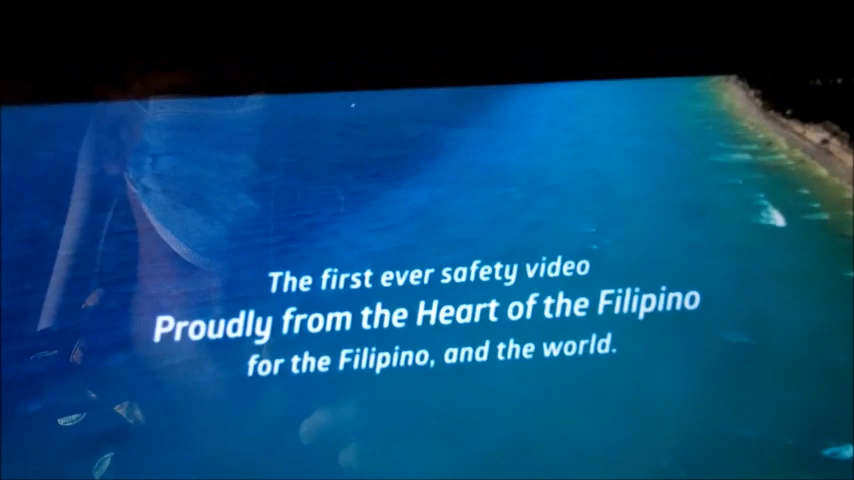 The first ever safety video
Proudly from the Heart of the Filipino
for the Filipino, and the world.